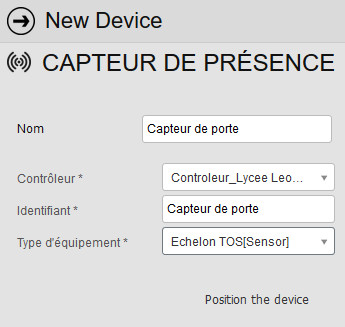 New Device
CAPTEUR DE PRÉSENCE
Nom Capteur de porte
Contrôleur * Controleur_Lycee Leo...
Identifiant * Capteur de porte
Type d'équipement * Echelon TOS[Sensor]
Position the device